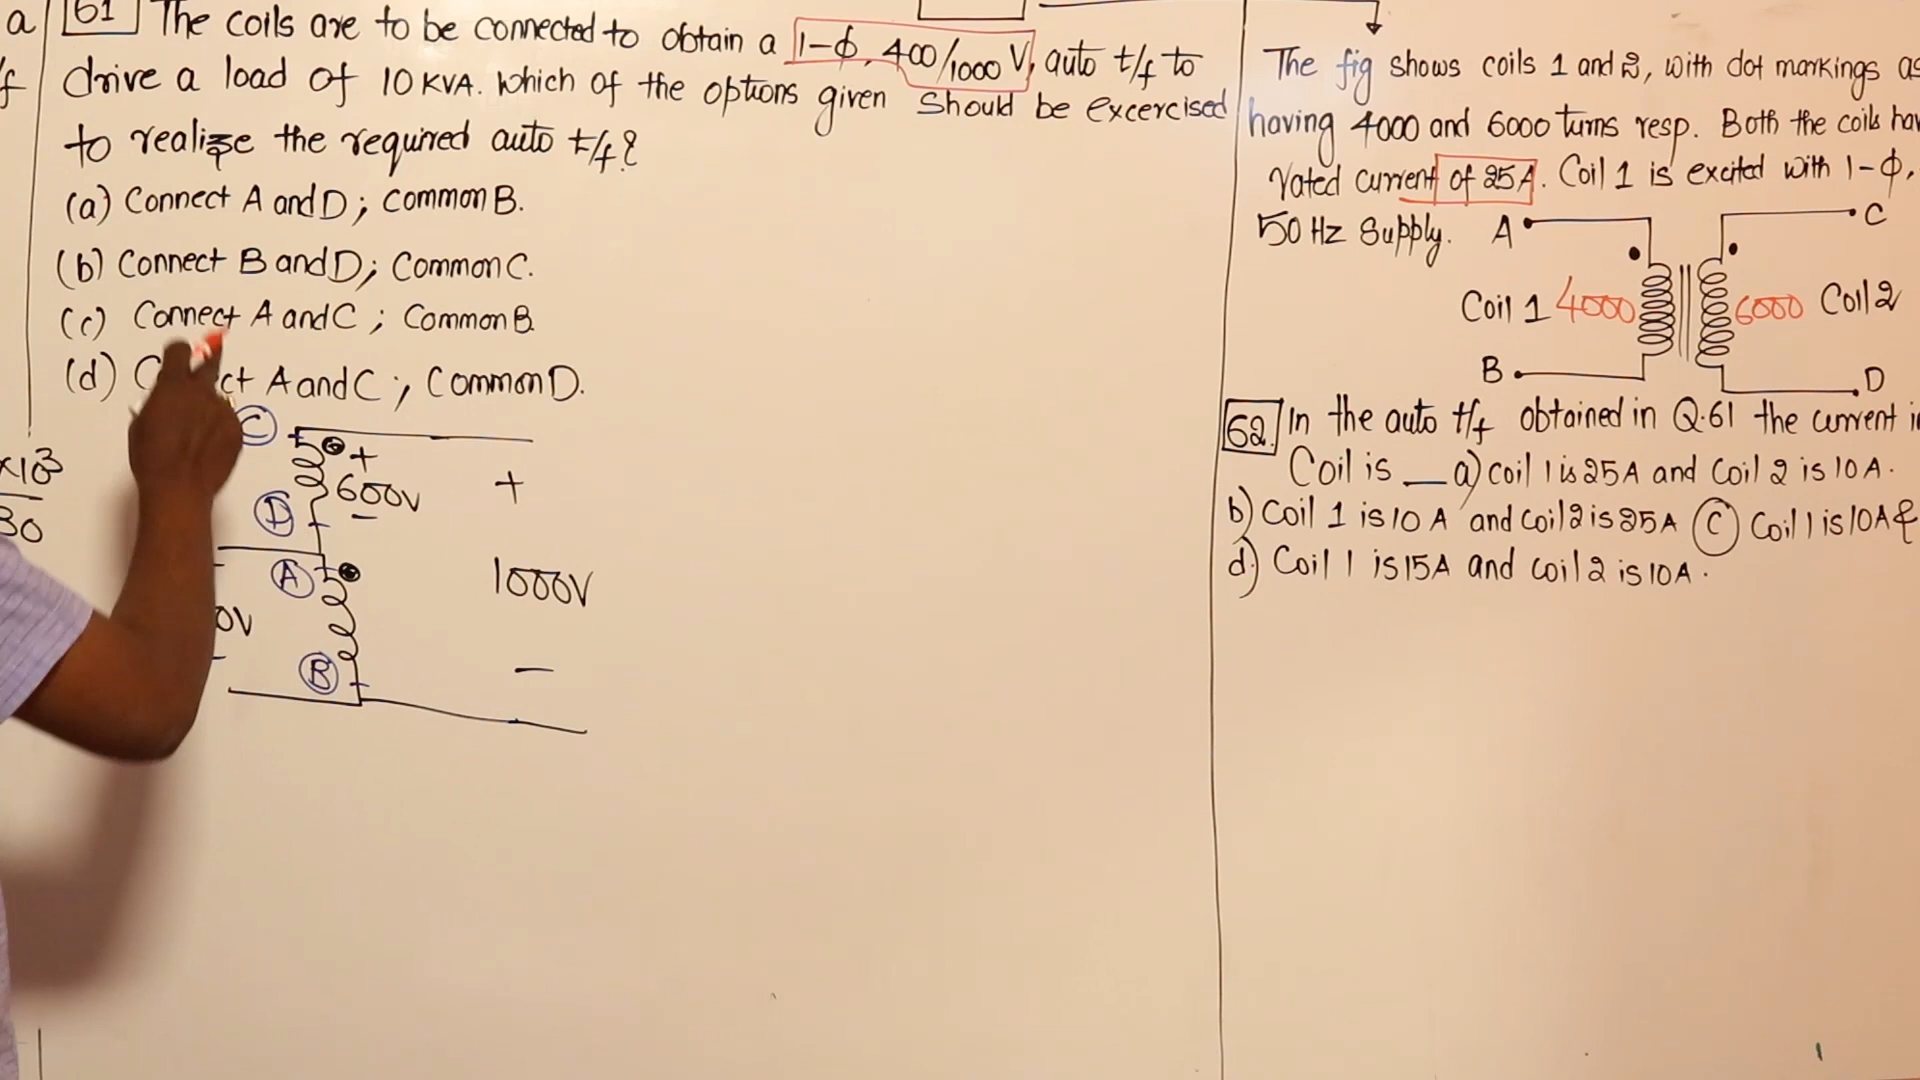 a
61 The coils are to be connected to obtain a 1-ϕ, 400/1000 V, auto t/f to
drive a load of 10 KVA. Which of the options given should be excercised
to realize the required auto t/f?
(a) Connect A and D ; Common B.
(b) Connect B and D; Common C.
(c) Connect A and C ; Common B
(d) ct A and C ; Common D.
C
+
600V
-
D
A
B
0V
-
+
1000V
-
×10³
30
The fig shows coils 1 and 2, with dot markings as
having 4000 and 6000 turns resp. Both the coils hav
rated current of 25A. Coil 1 is excited with 1-ϕ,
50 Hz Supply.
A
C
Coil 1 4000
6000 Coil 2
B
D
62. In the auto t/f obtained in Q.61 the current i
Coil is __ a) coil 1 is 25A and Coil 2 is 10 A.
b) Coil 1 is 10 A and coil 2 is 25A (C) Coil 1 is 10A &
d) Coil 1 is 15A and coil 2 is 10A.